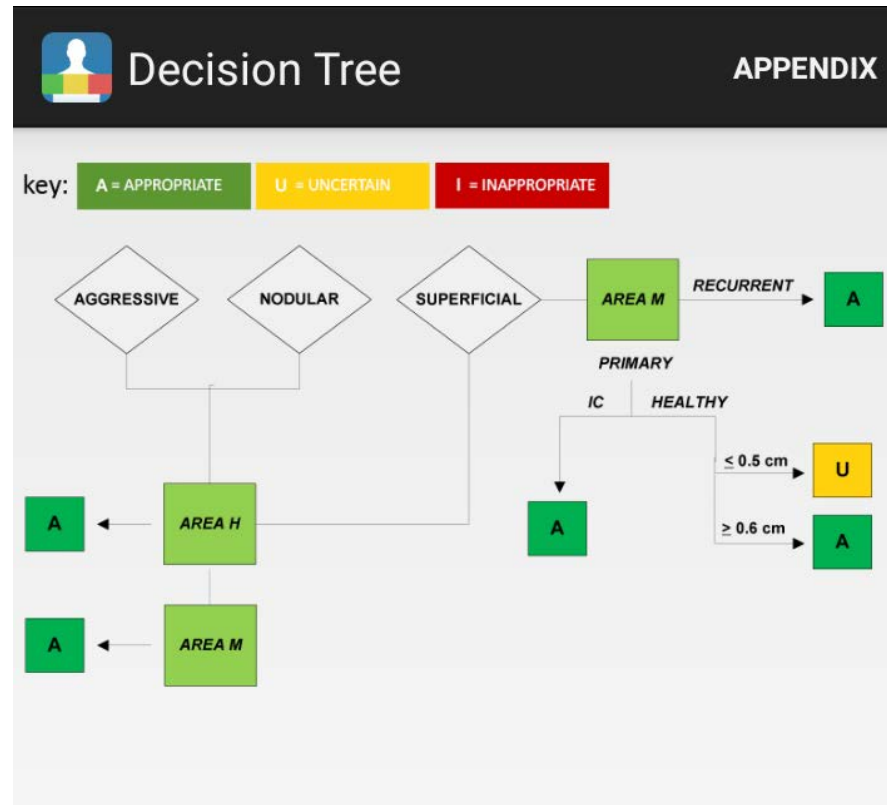 Decision Tree
APPENDIX
key:
A = APPROPRIATE
U = UNCERTAIN
I = INAPPROPRIATE
AGGRESSIVE
NODULAR
SUPERFICIAL
AREA M
RECURRENT
A
PRIMARY
IC
HEALTHY
≤ 0.5 cm
U
A
≥ 0.6 cm
A
A
AREA H
A
AREA M